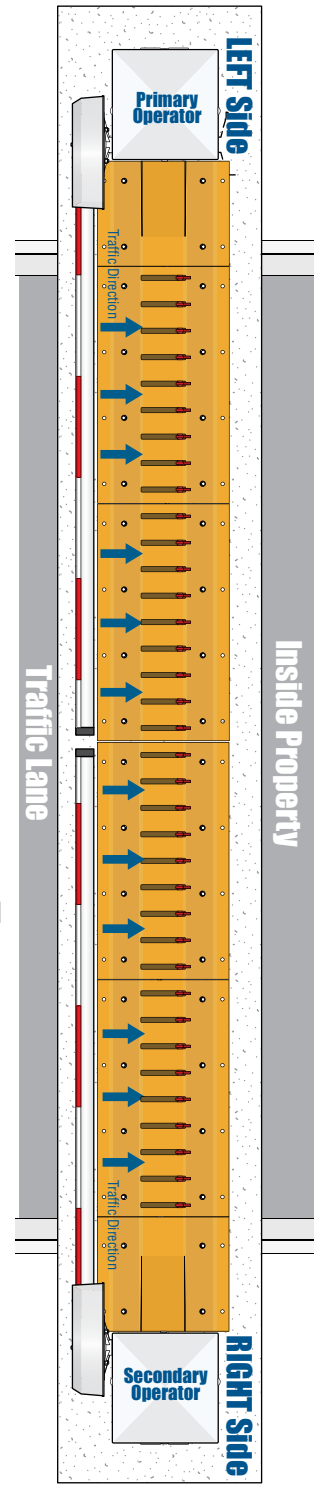 LEFT Side
Primary
Operator
Traffic Direction
Inside Property
Traffic Lane
Traffic Direction
Secondary
Operator
RIGHT Side